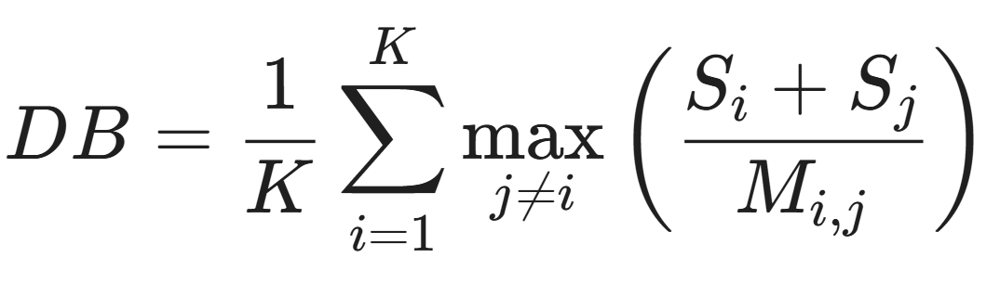 $DB = \frac{1}{K} \sum_{i=1}^{K} \max_{j \neq i} \left( \frac{S_i + S_j}{M_{i,j}} \right)$